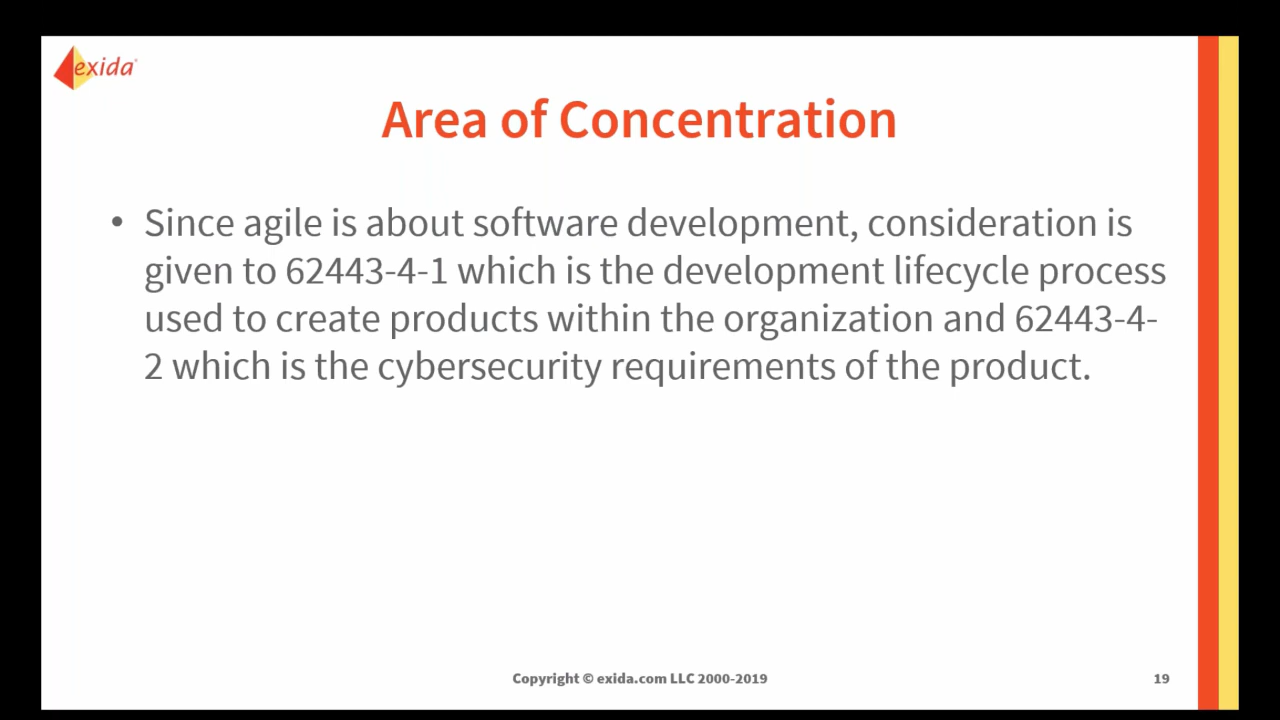 exida
Area of Concentration
• Since agile is about software development, consideration is
given to 62443-4-1 which is the development lifecycle process
used to create products within the organization and 62443-4-
2 which is the cybersecurity requirements of the product.
Copyright © exida.com LLC 2000-2019
19